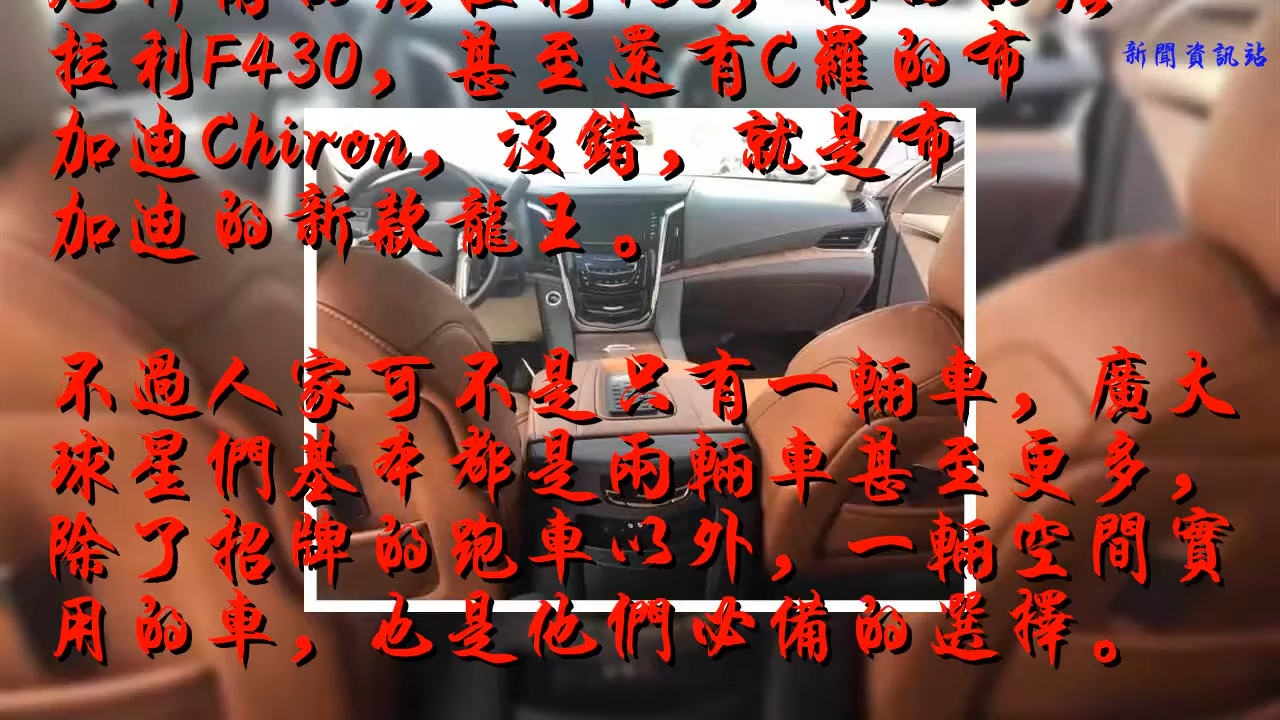 拉利F430，甚至還有C羅的布
新聞資訊站
加迪Chiron，沒錯，就是布
加迪的新款龍王。
不過人家可不是只有一輛車，廣大
球星們基本都是兩輛車甚至更多，
除了招牌的跑車以外，一輛空間實
用的車，也是他們必備的選擇。